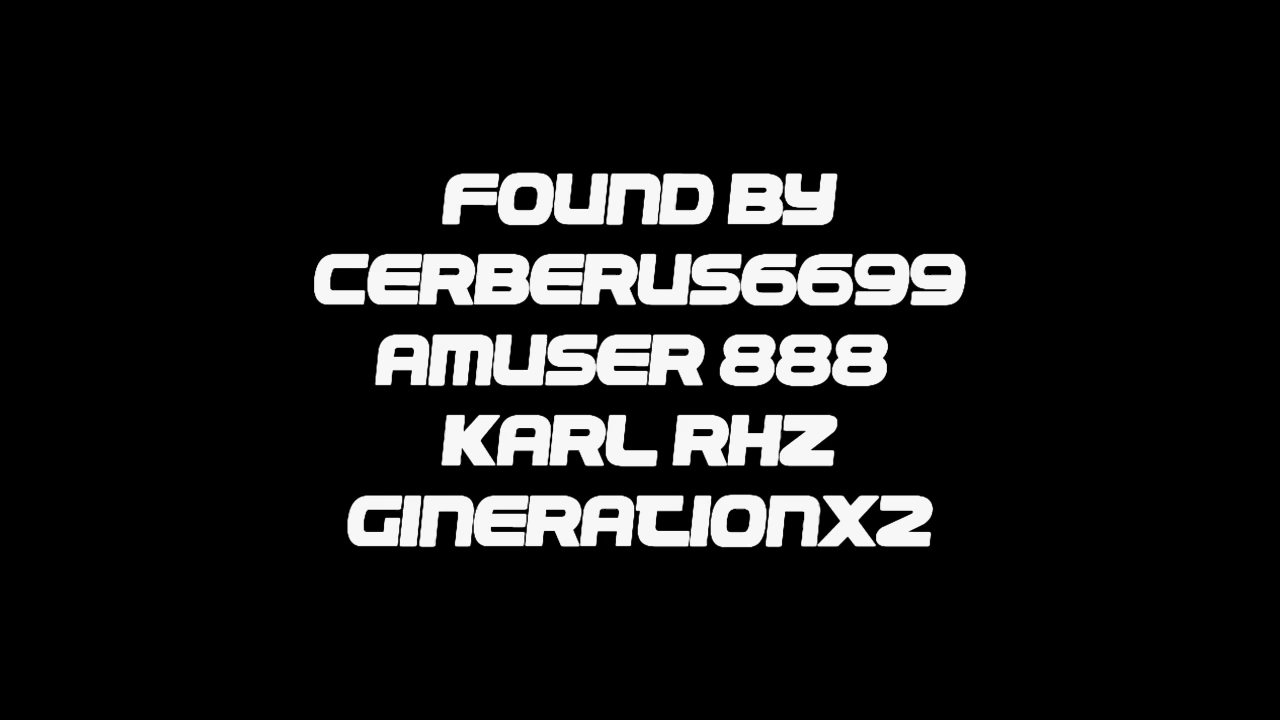 FOUND BY
CERBERUS6699
AMUSER 888
KARL RHZ
GINERATIONX2